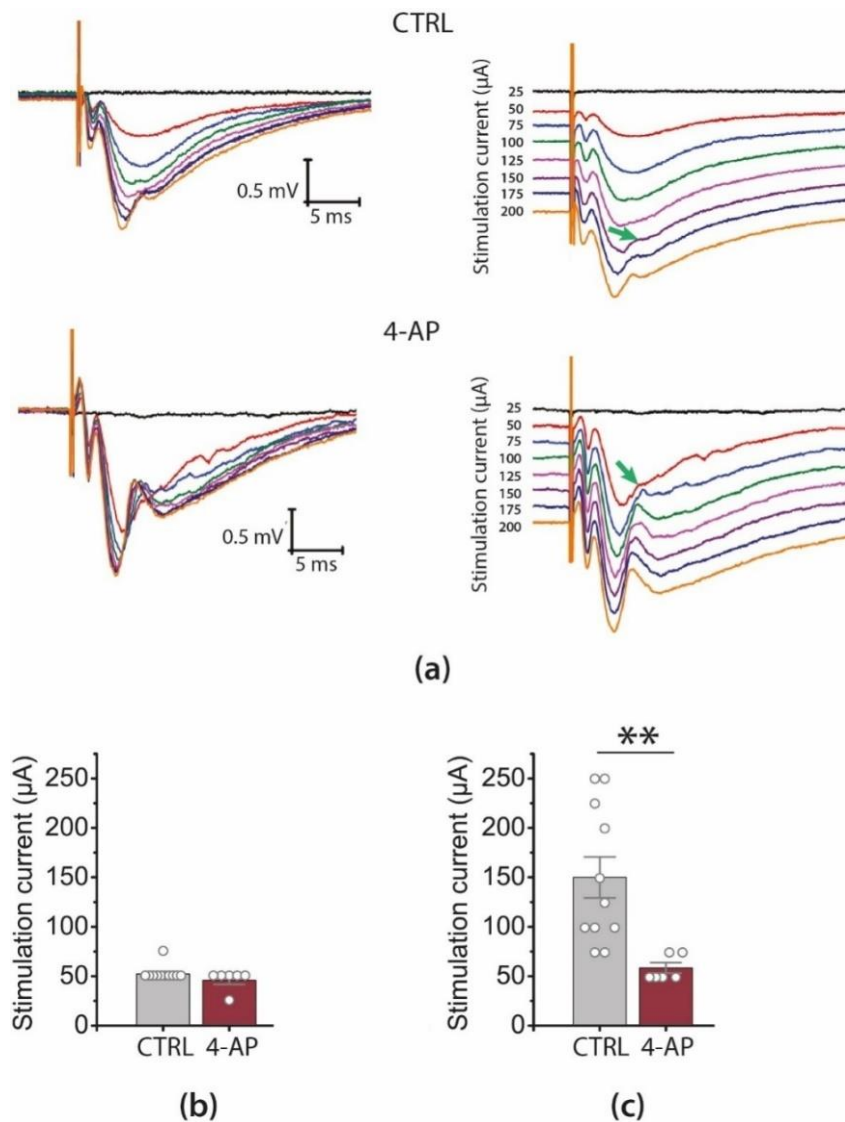 CTRL
0.5 mV
5 ms
Stimulation current (µA)
25
50
75
100
125
150
175
200
4-AP
0.5 mV
5 ms
Stimulation current (µA)
25
50
75
100
125
150
175
200
(a)
Stimulation current (µA)
250
200
150
100
50
0
CTRL 4-AP
(b)
Stimulation current (µA)
250
200
150
100
50
0
**
CTRL 4-AP
(c)